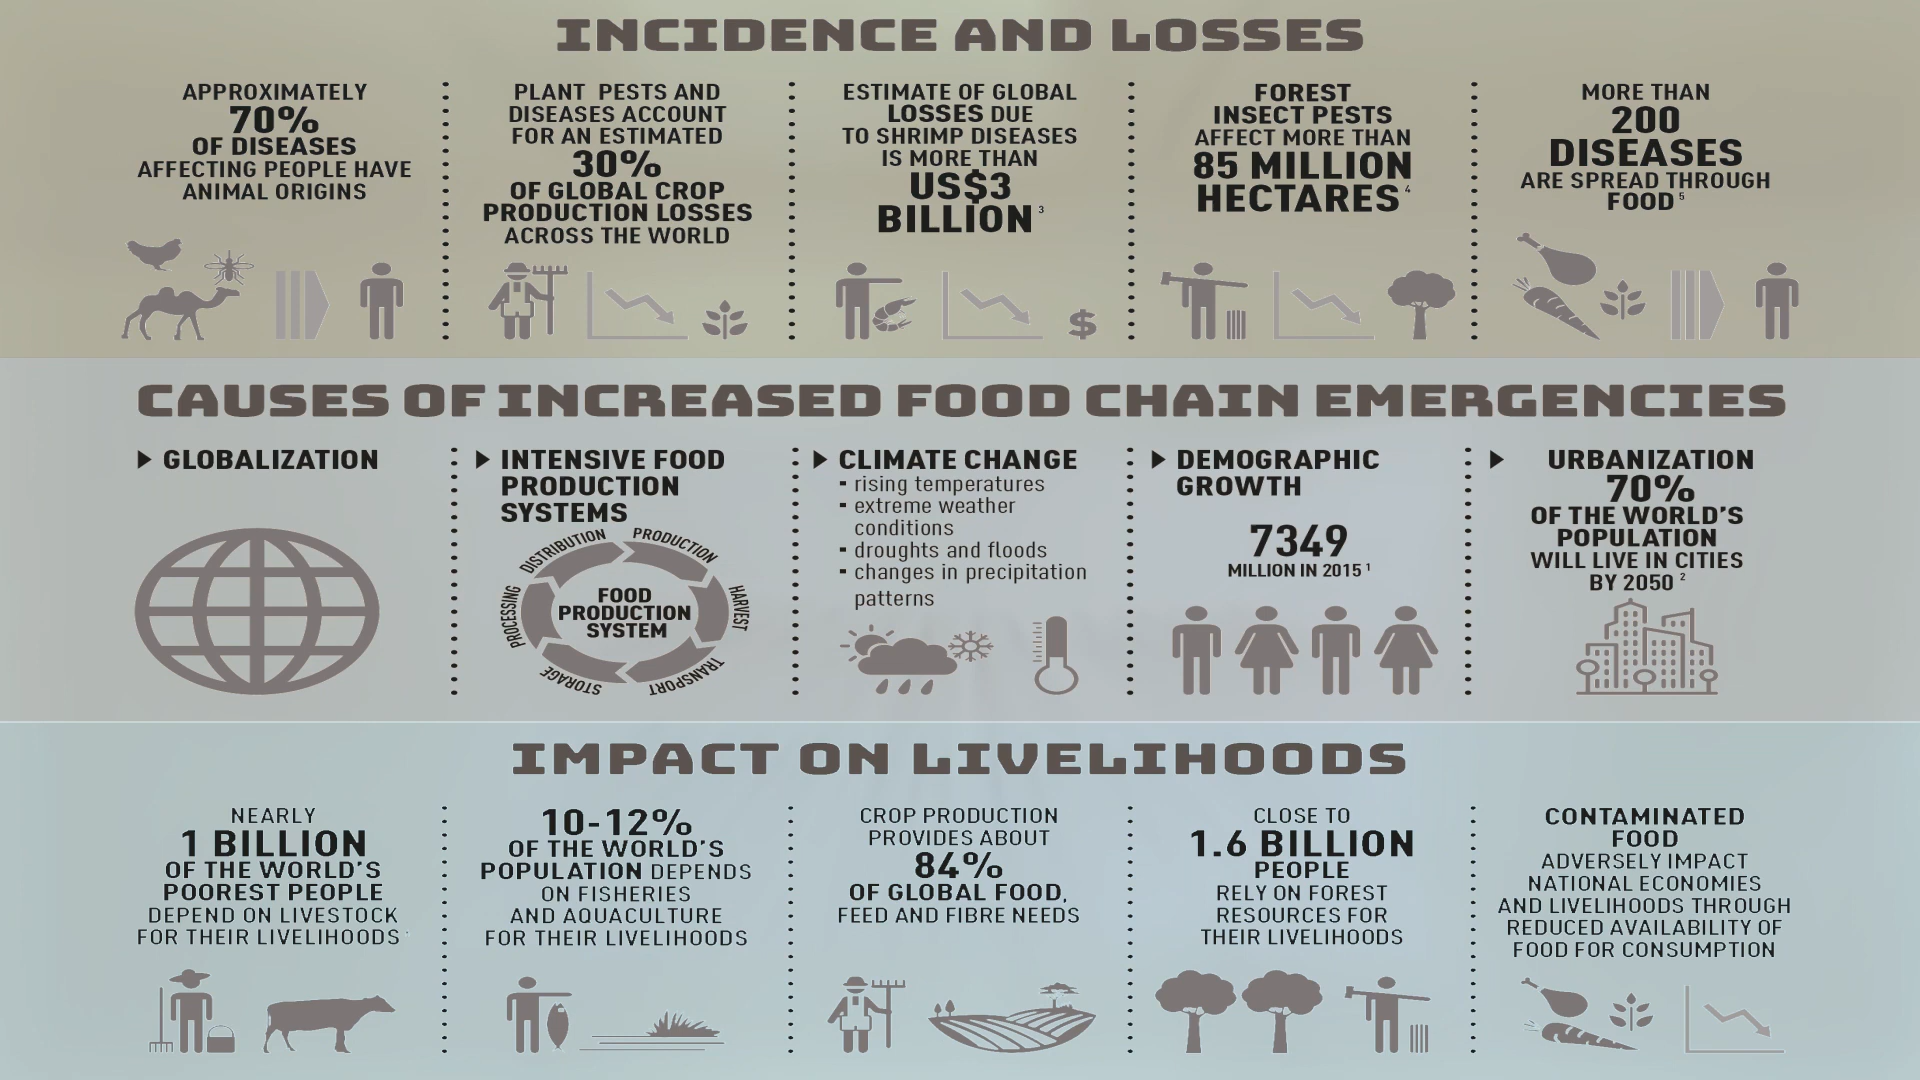 INCIDENCE AND LOSSES
APPROXIMATELY
70%
OF DISEASES
AFFECTING PEOPLE HAVE
ANIMAL ORIGINS
PLANT PESTS AND
DISEASES ACCOUNT
FOR AN ESTIMATED
30%
OF GLOBAL CROP
PRODUCTION LOSSES
ACROSS THE WORLD
ESTIMATE OF GLOBAL
LOSSES DUE
TO SHRIMP DISEASES
IS MORE THAN
US$3
BILLION 3
$
FOREST
INSECT PESTS
AFFECT MORE THAN
85 MILLION
HECTARES 4
MORE THAN
200
DISEASES
ARE SPREAD THROUGH
FOOD 5
CAUSES OF INCREASED FOOD CHAIN EMERGENCIES
GLOBALIZATION
INTENSIVE FOOD
PRODUCTION
SYSTEMS
DISTRIBUTION
PRODUCTION
HARVEST
TRANSPORT
STORAGE
PROCESSING
FOOD
PRODUCTION
SYSTEM
CLIMATE CHANGE
- rising temperatures
- extreme weather
conditions
- droughts and floods
- changes in precipitation
patterns
DEMOGRAPHIC
GROWTH
7349
MILLION IN 2015 1
URBANIZATION
70%
OF THE WORLD'S
POPULATION
WILL LIVE IN CITIES
BY 2050 2
IMPACT ON LIVELIHOODS
NEARLY
1 BILLION
OF THE WORLD'S
POOREST PEOPLE
DEPEND ON LIVESTOCK
FOR THEIR LIVELIHOODS
10-12%
OF THE WORLD'S
POPULATION DEPENDS
ON FISHERIES
AND AQUACULTURE
FOR THEIR LIVELIHOODS
CROP PRODUCTION
PROVIDES ABOUT
84%
OF GLOBAL FOOD,
FEED AND FIBRE NEEDS
CLOSE TO
1.6 BILLION
PEOPLE
RELY ON FOREST
RESOURCES FOR
THEIR LIVELIHOODS
CONTAMINATED
FOOD
ADVERSELY IMPACT
NATIONAL ECONOMIES
AND LIVELIHOODS THROUGH
REDUCED AVAILABILITY OF
FOOD FOR CONSUMPTION